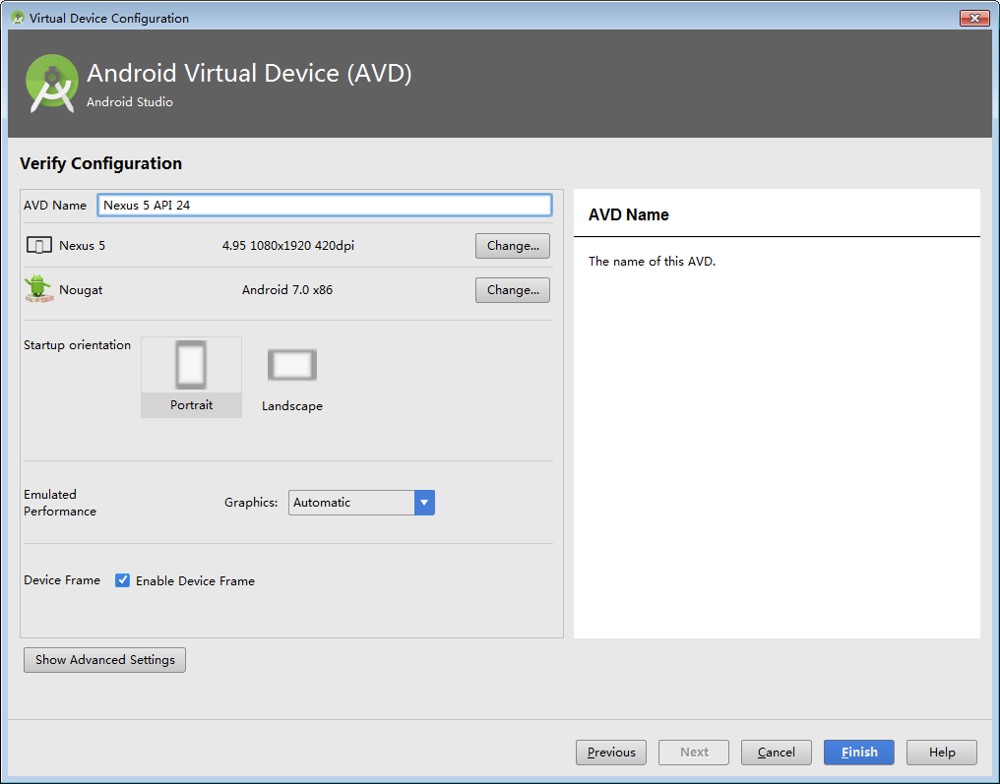 Virtual Device Configuration
Android Virtual Device (AVD)
Android Studio
Verify Configuration
AVD Name Nexus 5 API 24
Nexus 5 4.95 1080x1920 420dpi Change...
Nougat Android 7.0 x86 Change...
Startup orientation
Portrait
Landscape
Emulated
Performance
Graphics: Automatic
Device Frame Enable Device Frame
Show Advanced Settings
AVD Name
The name of this AVD.
Previous Next Cancel Finish Help